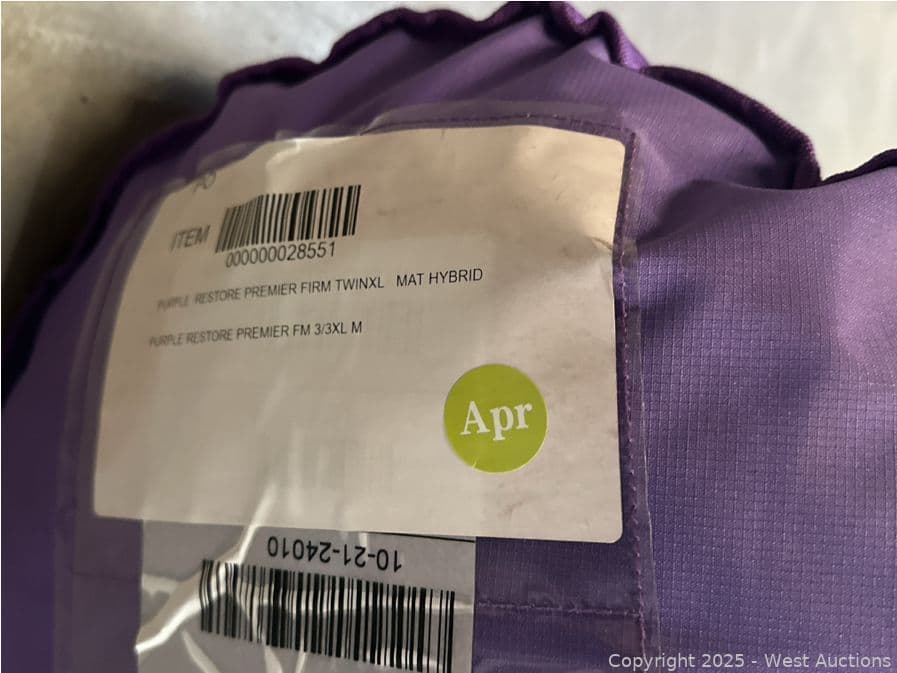 ITEM
000000028551
PURPLE RESTORE PREMIER FIRM TWINXL MAT HYBRID
PURPLE RESTORE PREMIER FM 3/3XL M
Apr
10-21-24010
Copyright 2025 - West Auctions